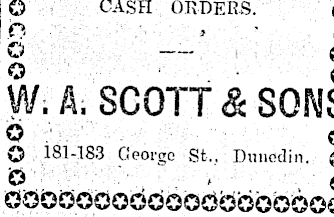 CASH ORDERS.
W. A. SCOTT & SONS
181-183 George St., Dunedin.